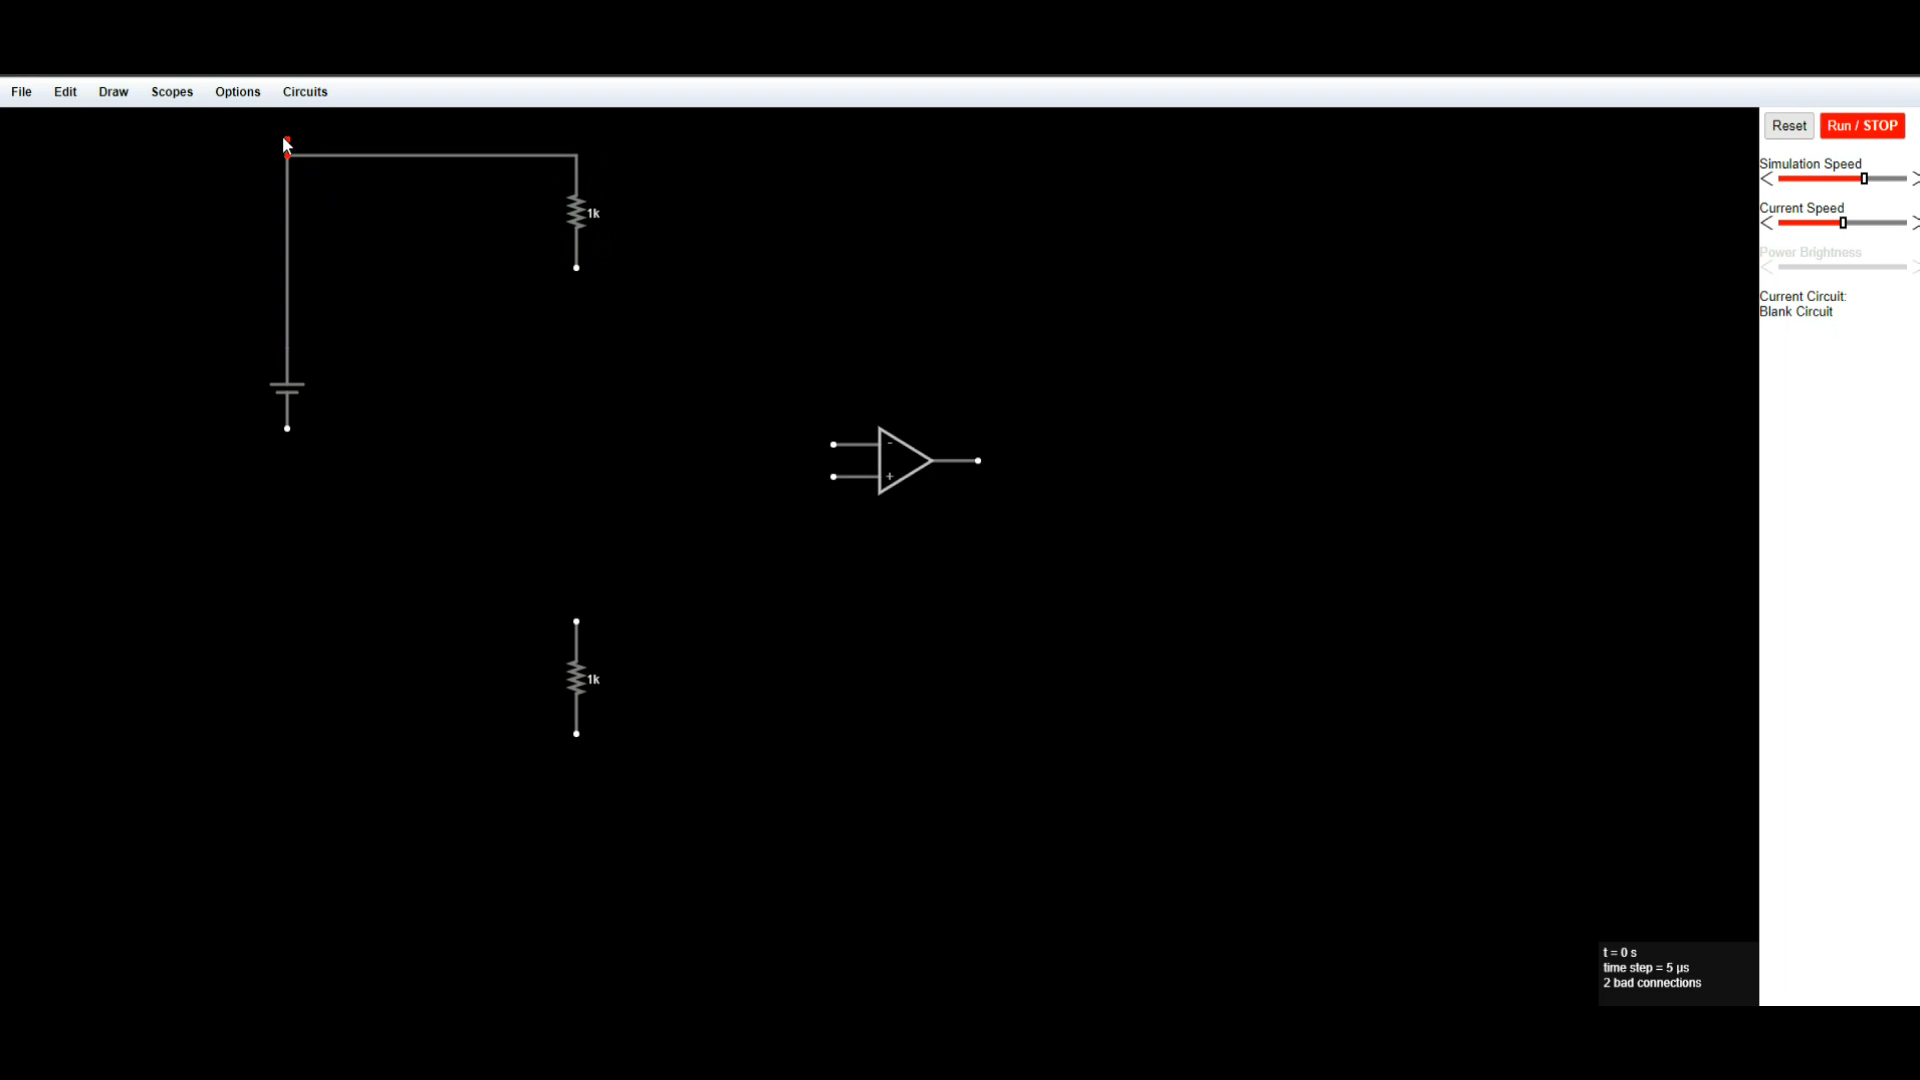 File Edit Draw Scopes Options Circuits
Reset Run / STOP
Simulation Speed
Current Speed
Power Brightness
Current Circuit:
Blank Circuit
1k
-
+
1k
t = 0 s
time step = 5 µs
2 bad connections